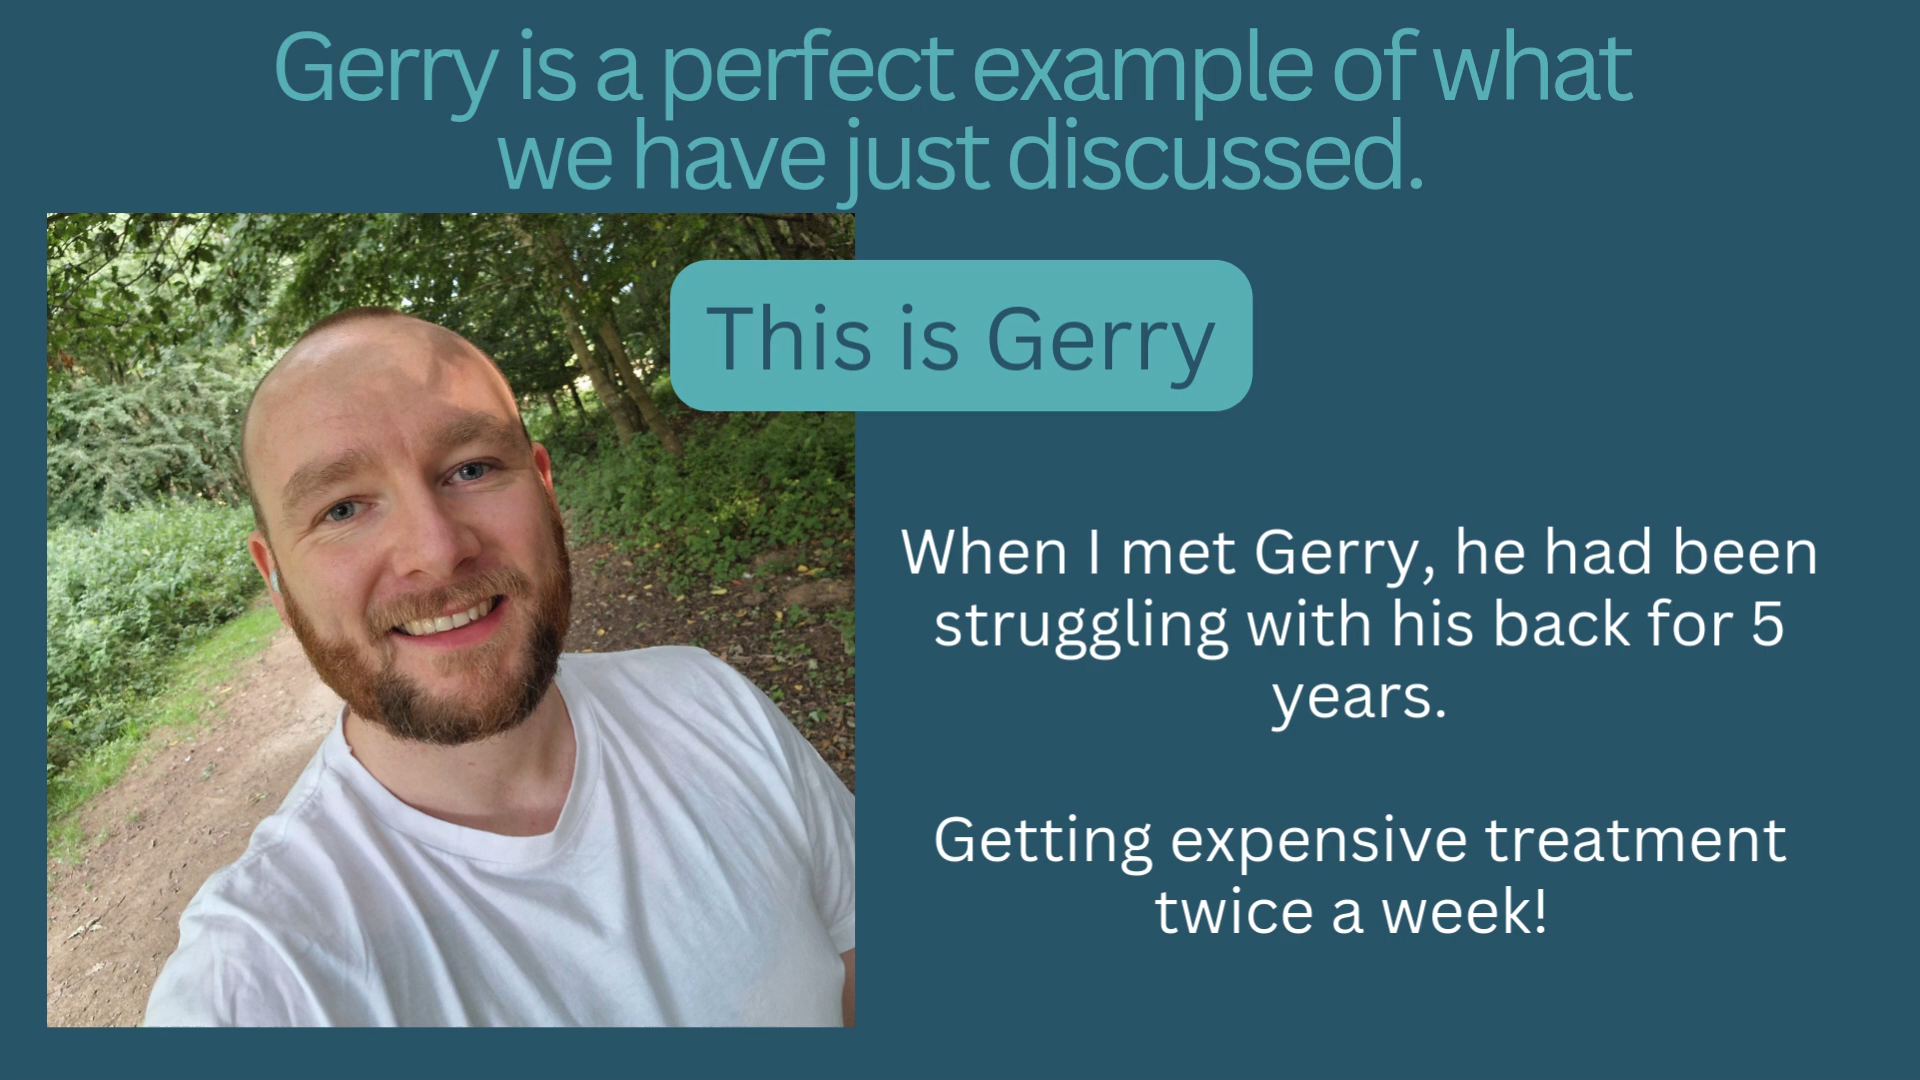 Gerry is a perfect example of what
we have just discussed.
This is Gerry
When I met Gerry, he had been
struggling with his back for 5
years.
Getting expensive treatment
twice a week!